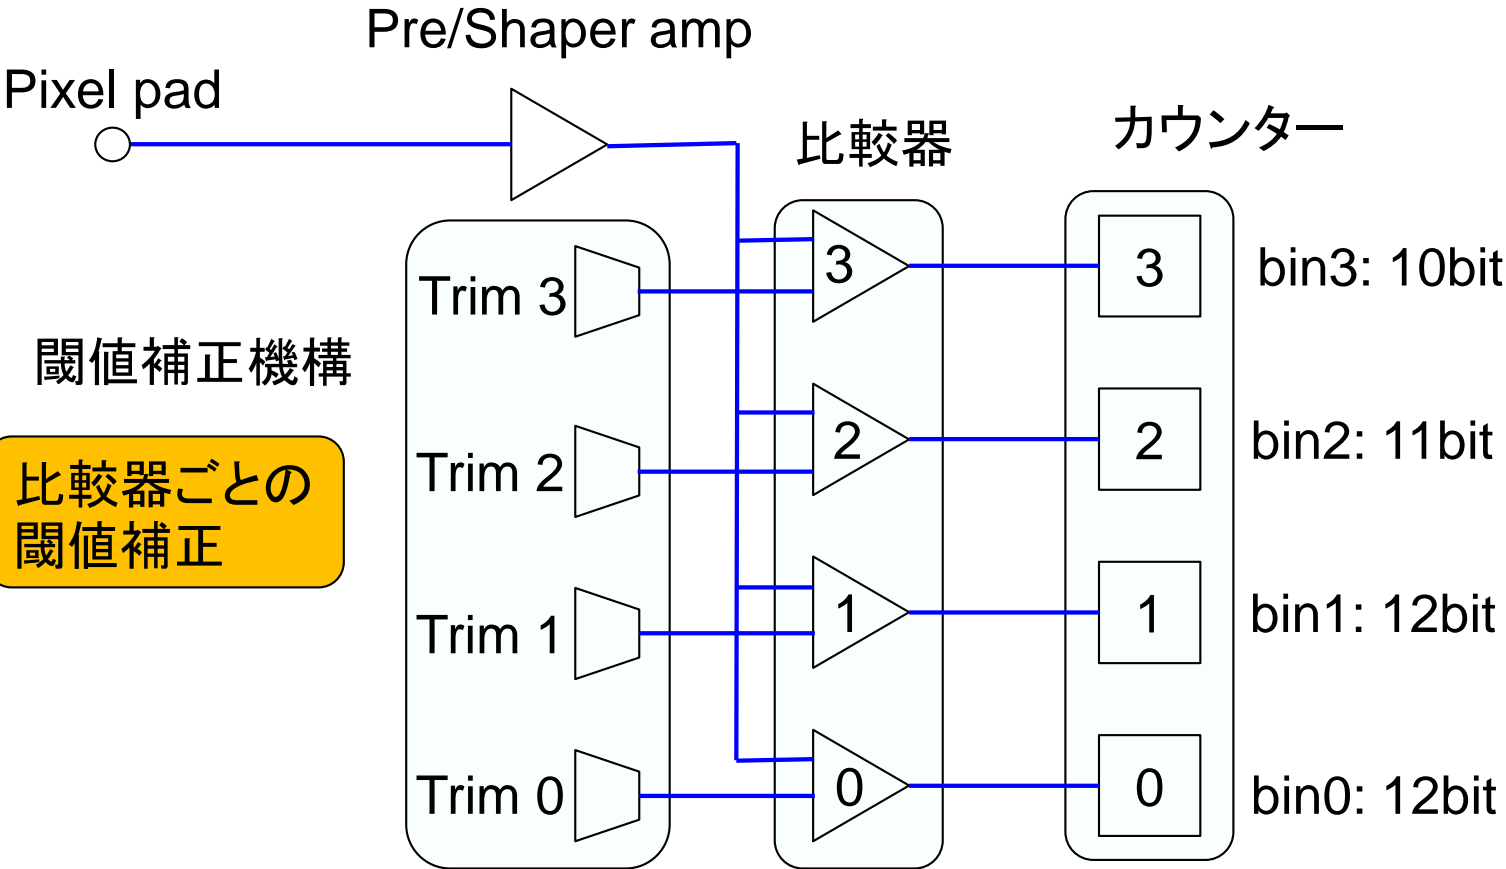 Pre/Shaper amp
Pixel pad
比較器
カウンター
閾値補正機構
比較器ごとの
閾値補正
Trim 3
3
3
bin3: 10bit
Trim 2
2
2
bin2: 11bit
Trim 1
1
1
bin1: 12bit
Trim 0
0
0
bin0: 12bit